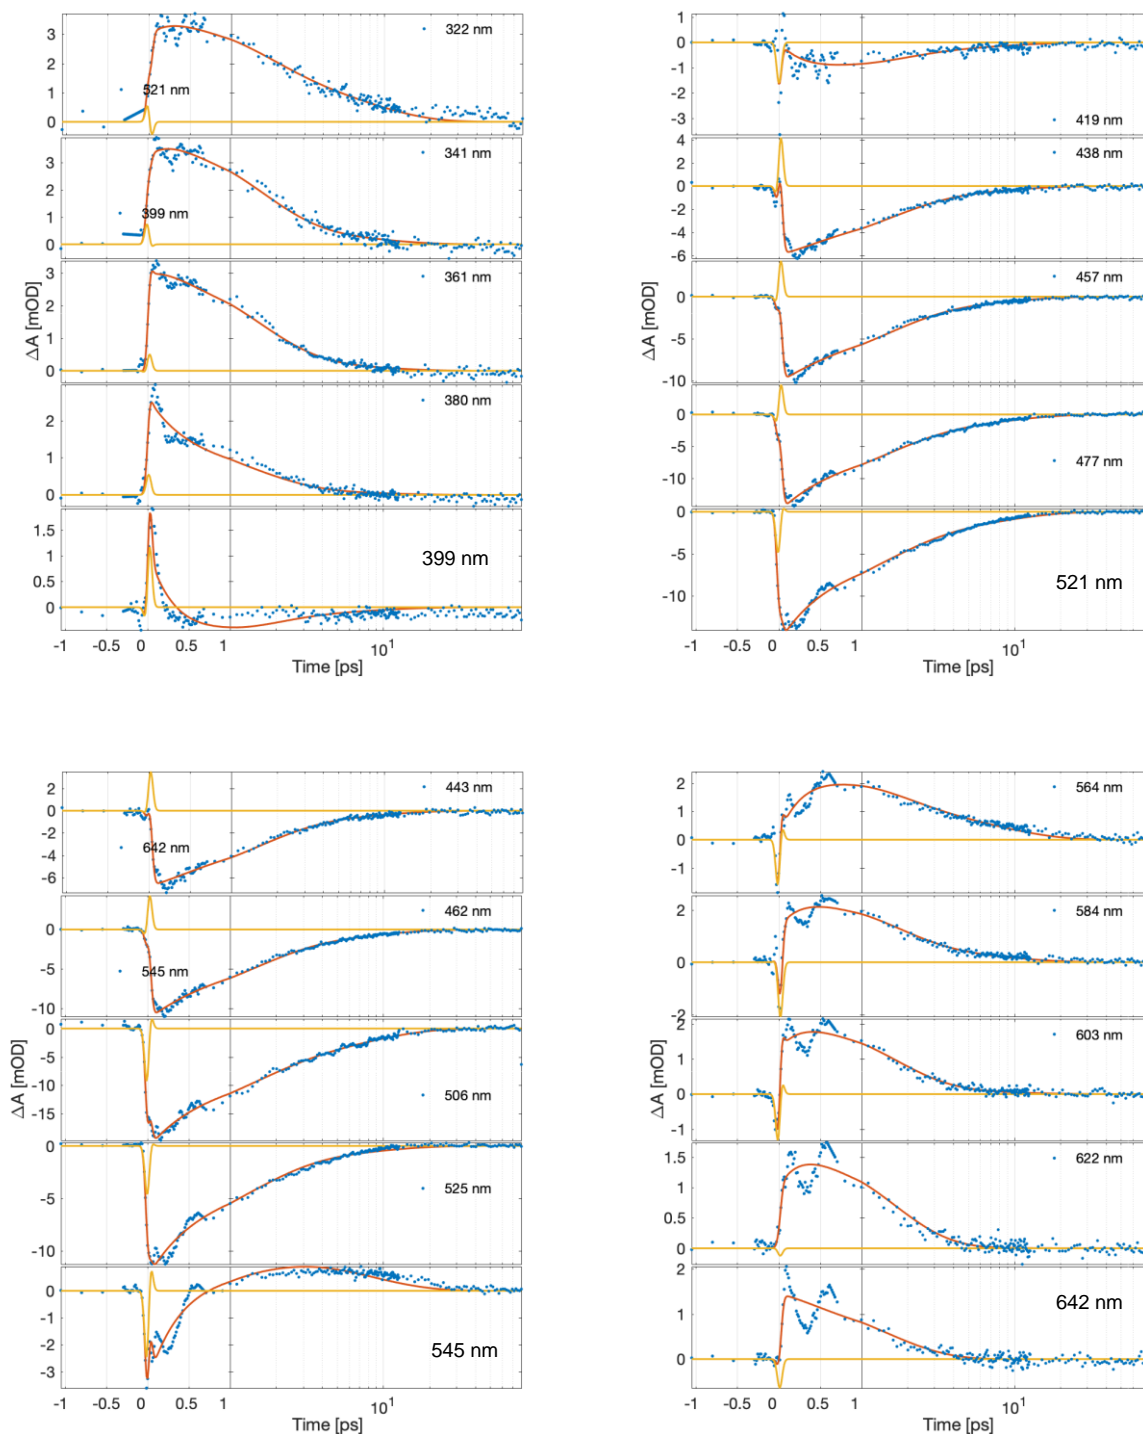 3
2
1
0
322 nm
521 nm
3
2
1
0
341 nm
399 nm
ΔA [mOD]
3
2
1
0
361 nm
2
1
0
380 nm
1.5
1
0.5
0
399 nm
-1 -0.5 0 0.5 1 10¹
Time [ps]
1
0
-1
-2
-3
419 nm
4
2
0
-2
-4
-6
438 nm
ΔA [mOD]
0
-5
-10
457 nm
0
-5
-10
477 nm
0
-5
-10
521 nm
-1 -0.5 0 0.5 1 10¹
Time [ps]
2
0
-2
-4
-6
443 nm
642 nm
0
-5
-10
462 nm
545 nm
ΔA [mOD]
0
-5
-10
-15
506 nm
0
-5
-10
525 nm
0
-1
-2
-3
545 nm
-1 -0.5 0 0.5 1 10¹
Time [ps]
2
1
0
-1
564 nm
2
0
-2
584 nm
ΔA [mOD]
2
1
0
-1
603 nm
1.5
1
0.5
0
622 nm
2
1
0
642 nm
-1 -0.5 0 0.5 1 10¹
Time [ps]